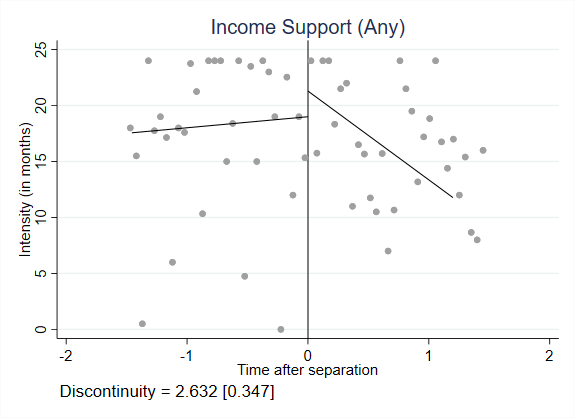 Income Support (Any)
Intensity (in months)
25
20
15
10
5
0
-2
-1
0
1
2
Time after separation
Discontinuity = 2.632 [0.347]